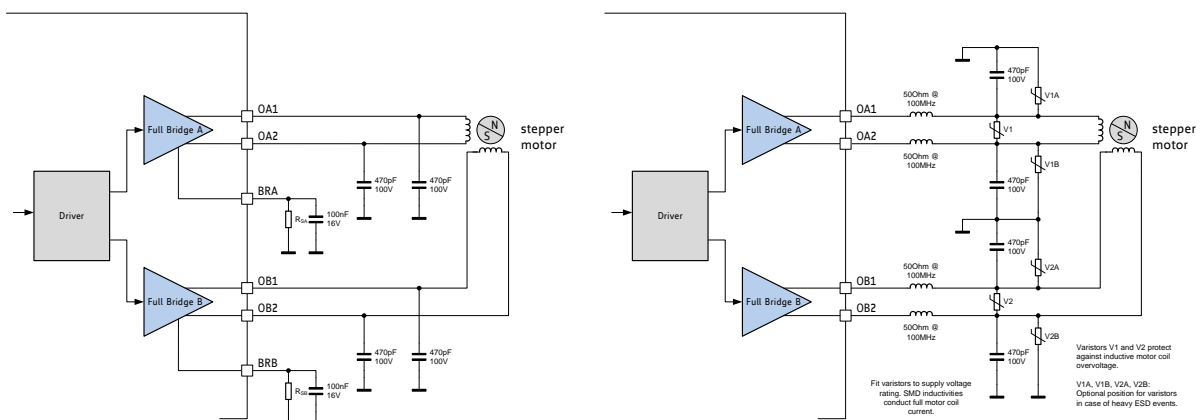 OA1
Full Bridge A
OA2
N
S
stepper
motor
470pF
100V
470pF
100V
BRA
RSA
100nF
16V
Driver
OB1
Full Bridge B
OB2
470pF
100V
470pF
100V
BRB
RSB
100nF
16V
470pF
100V
V1A
50Ohm @
100MHz
OA1
V1
Full Bridge A
OA2
N
S
stepper
motor
50Ohm @
100MHz
V1B
470pF
100V
Driver
470pF
100V
50Ohm @
100MHz
V2A
OB1
V2
Full Bridge B
OB2
50Ohm @
100MHz
V2B
470pF
100V
Varistors V1 and V2 protect
against inductive motor coil
overvoltage.
V1A, V1B, V2A, V2B:
Optional position for varistors
in case of heavy ESD events.
Fit varistors to supply voltage
rating. SMD inductivities
conduct full motor coil
current.